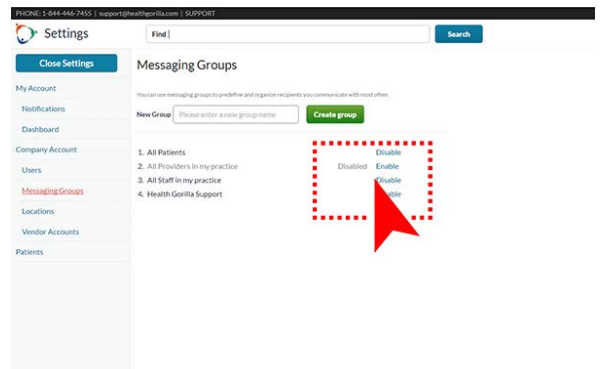 PHONE: 1-844-446-7455 | support@healthgorilla.com | SUPPORT
Settings
Find
Search
Close Settings
Messaging Groups
My Account
You can use messaging groups to predefine and organize recipients you communicate with most often
Notifications
New Group Please enter a new group name Create group
Dashboard
Company Account
1. All Patients Disable
Users
2. All Providers in my practice Disabled Enable
3. All Staff in my practice Disable
Messaging Groups
4. Health Gorilla Support
Locations
Vendor Accounts
Patients